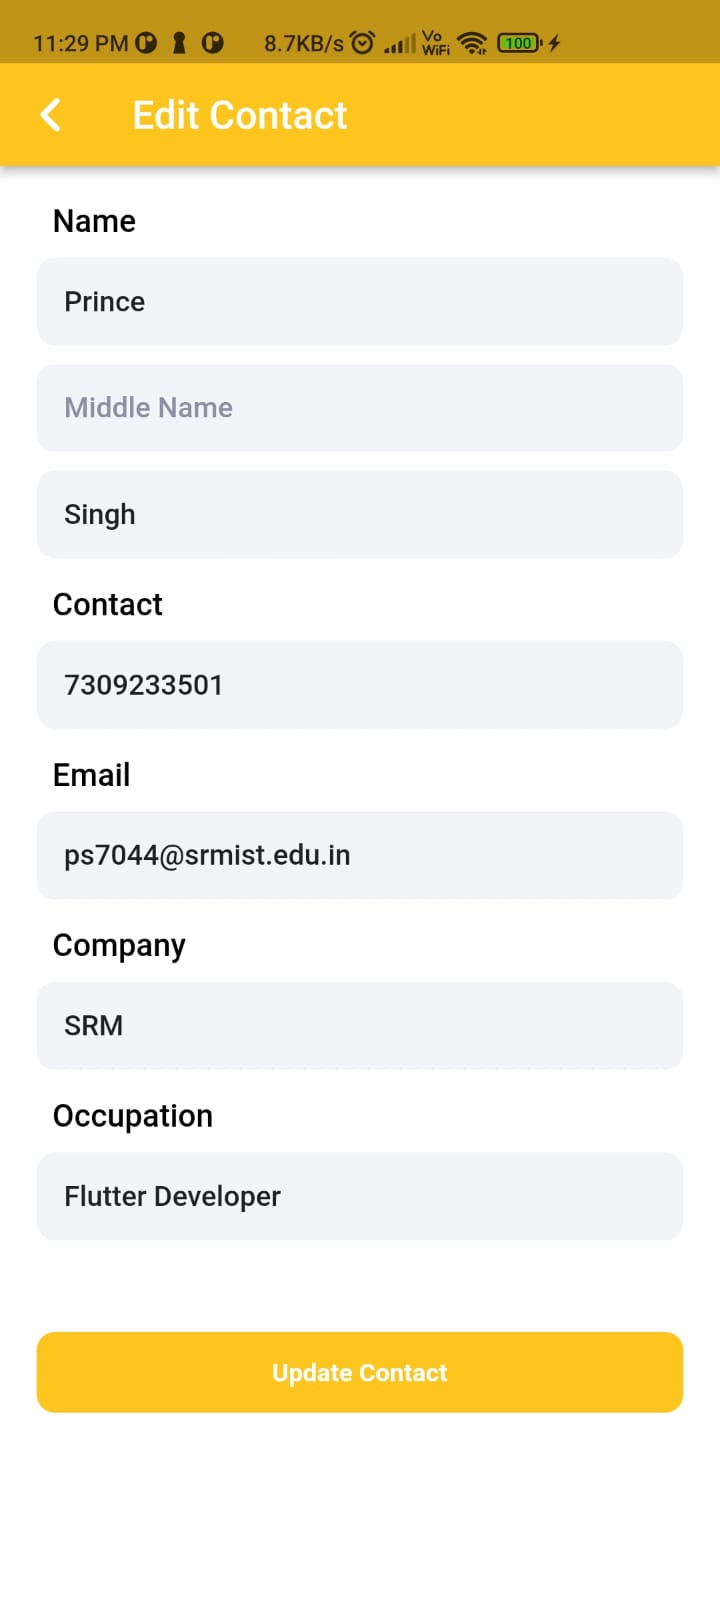 11:29 PM 8.7KB/s Vo WiFi 100
Edit Contact
Name
Prince
Middle Name
Singh
Contact
7309233501
Email
ps7044@srmist.edu.in
Company
SRM
Occupation
Flutter Developer
Update Contact